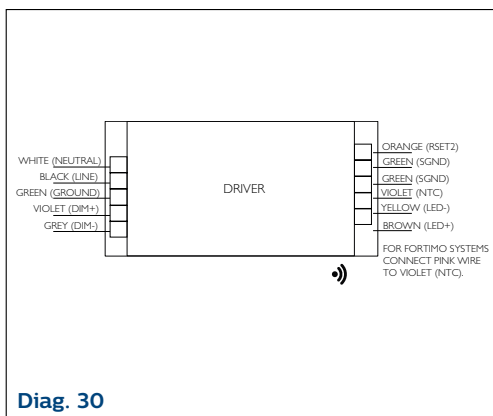 WHITE (NEUTRAL)
BLACK (LINE)
GREEN (GROUND)
VIOLET (DIM+)
GREY (DIM-)
DRIVER
ORANGE (RSET2)
GREEN (SGND)
GREEN (SGND)
VIOLET (NTC)
YELLOW (LED-)
BROWN (LED+)
FOR FORTIMO SYSTEMS
CONNECT PINK WIRE
TO VIOLET (NTC).
Diag. 30